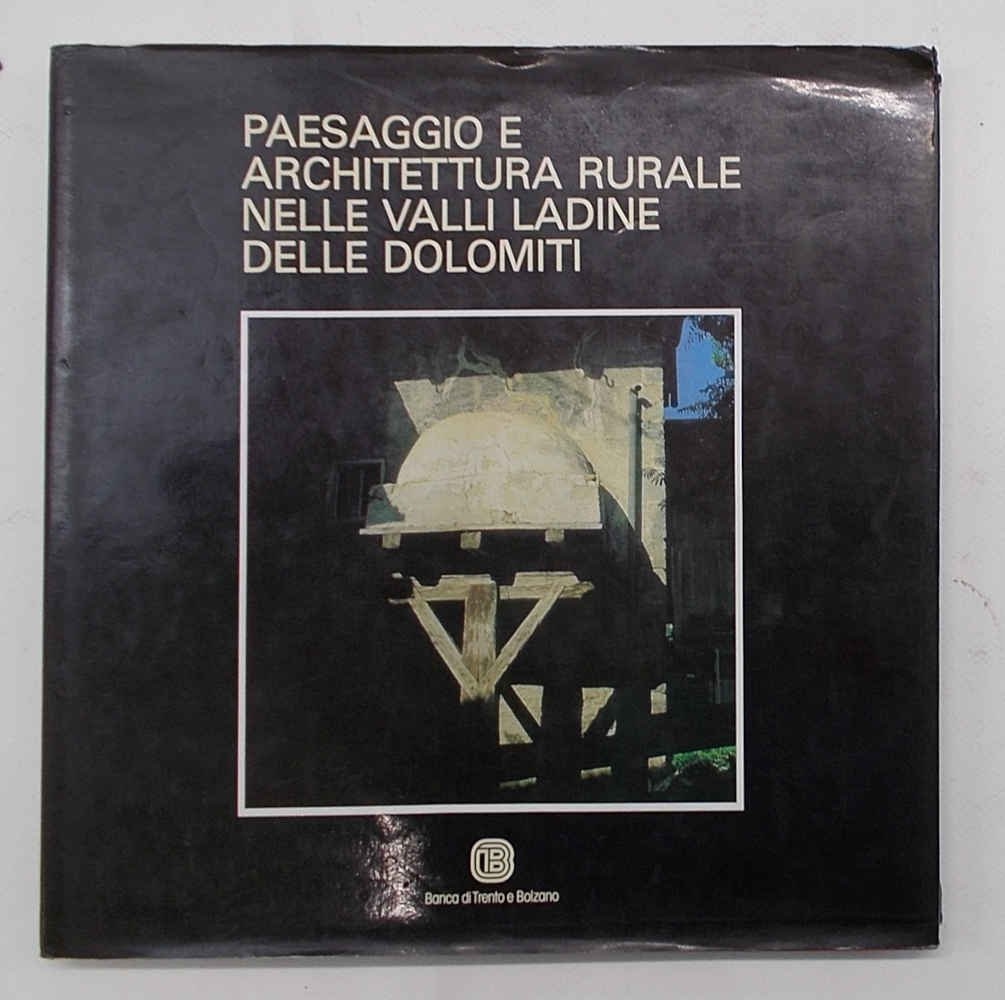 PAESAGGIO E
ARCHITETTURA RURALE
NELLE VALLI LADINE
DELLE DOLOMITI
Banca di Trento e Bolzano